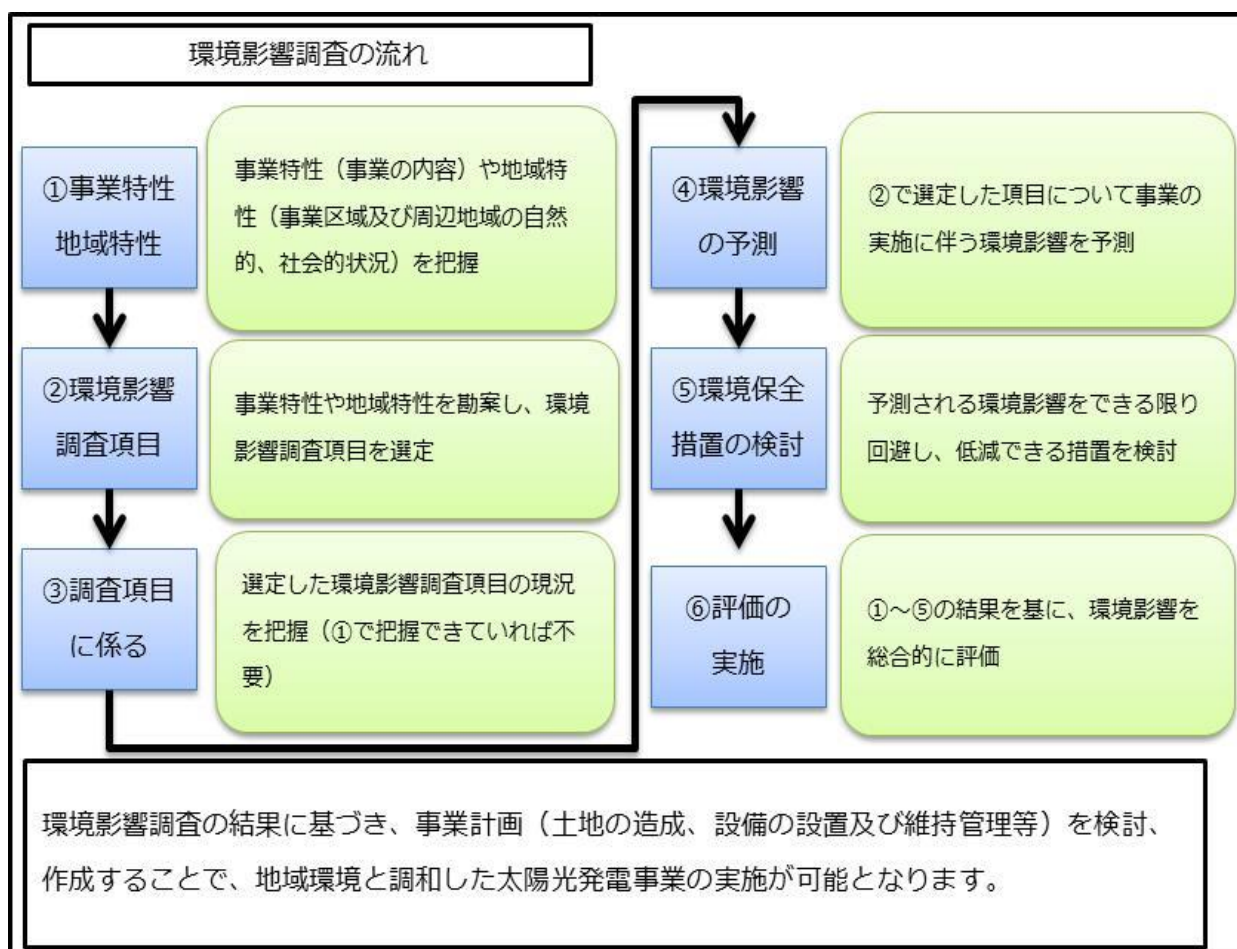 環境影響調査の流れ
①事業特性
地域特性
事業特性（事業の内容）や地域特
性（事業区域及び周辺地域の自然
的、社会的状況）を把握
②環境影響
調査項目
事業特性や地域特性を勘案し、環境
影響調査項目を選定
③調査項目
に係る
選定した環境影響調査項目の現況
を把握（①で把握できていれば不
要）
④環境影響
の予測
②で選定した項目について事業の
実施に伴う環境影響を予測
⑤環境保全
措置の検討
予測される環境影響をできる限り
回避し、低減できる措置を検討
⑥評価の
実施
①～⑤の結果を基に、環境影響を
総合的に評価
環境影響調査の結果に基づき、事業計画（土地の造成、設備の設置及び維持管理等）を検討、
作成することで、地域環境と調和した太陽光発電事業の実施が可能となります。